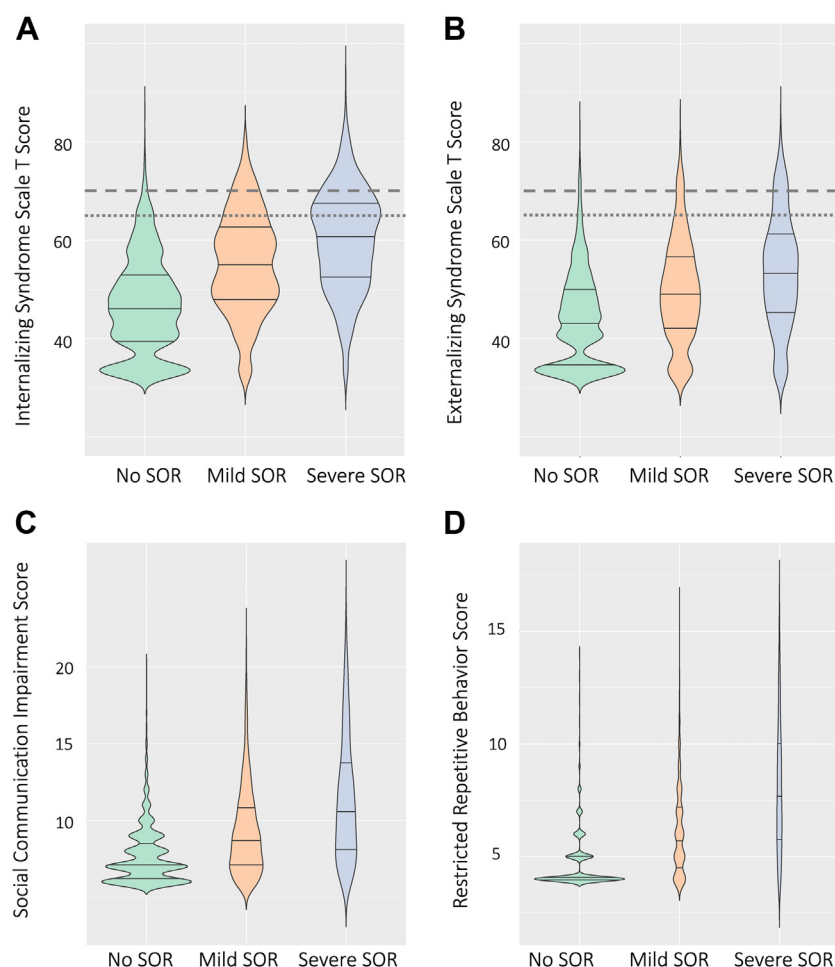 A
Internalizing Syndrome Scale T Score
80
60
40
No SOR Mild SOR Severe SOR
B
Externalizing Syndrome Scale T Score
80
60
40
No SOR Mild SOR Severe SOR
C
Social Communication Impairment Score
20
15
10
No SOR Mild SOR Severe SOR
D
Restricted Repetitive Behavior Score
15
10
5
No SOR Mild SOR Severe SOR